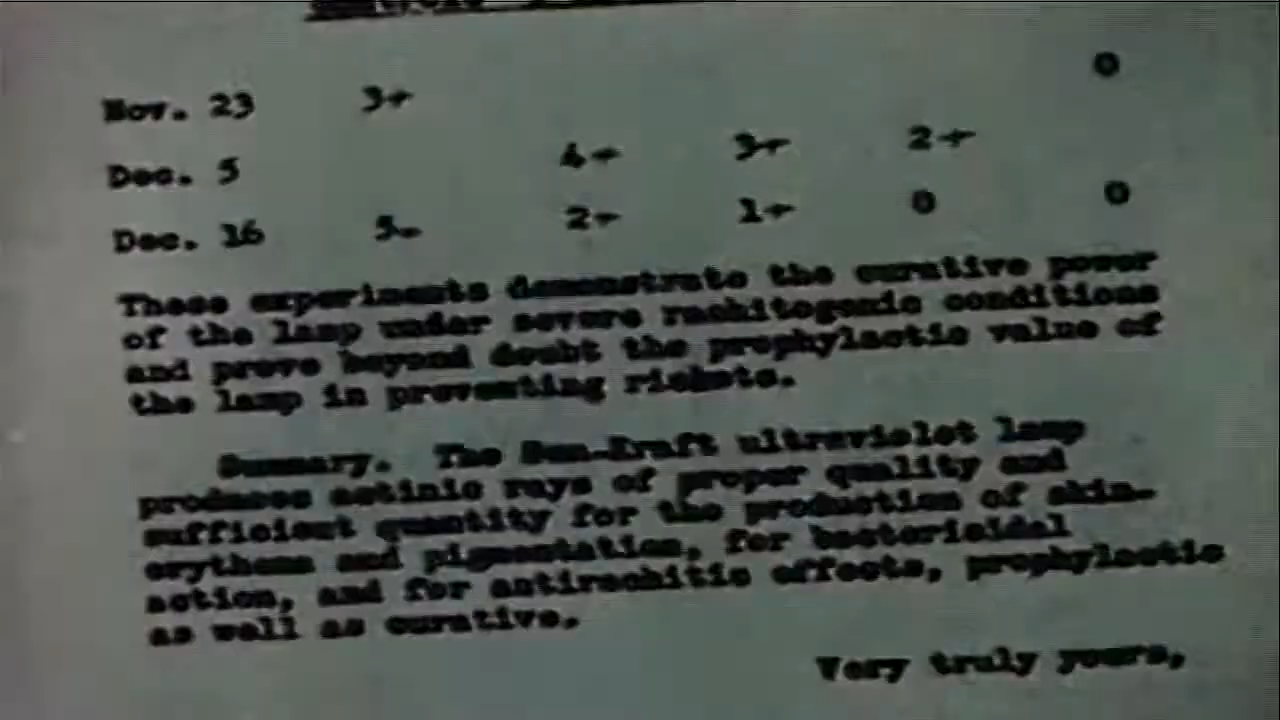 Nov. 23 3+ 0
Dec. 5 4+ 3+ 2+
Dec. 16 2+ 1+ 0 0
These experiments demonstrate the curative power
of the lamp under severe rachitogenic conditions
and prove beyond doubt the prophylactic value of
the lamp in preventing rickets.
Summary. The Sun-Kraft ultraviolet lamp
produces actinic rays of proper quality and
sufficient quantity for the production of skin-
erythema and pigmentation, for bactericidal
action, and for antirachitic effects, prophylactic
as well as curative.
Very truly yours,